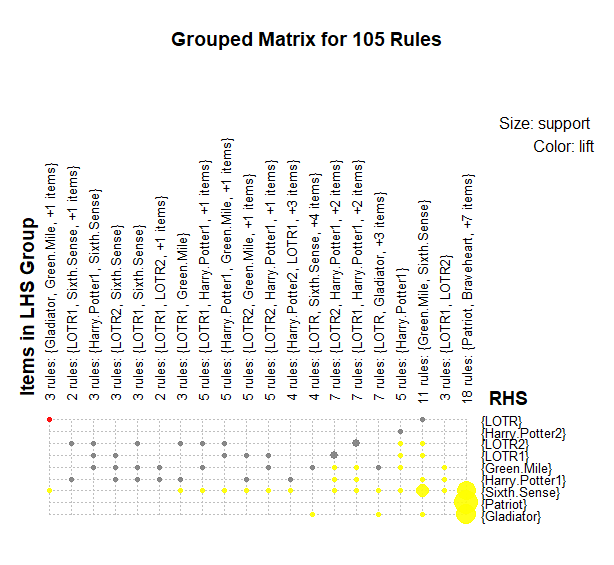 Grouped Matrix for 105 Rules
Size: support
Color: lift
Items in LHS Group
3 rules: {Gladiator, Green.Mile, +1 items}
2 rules: {LOTR1, Sixth.Sense, +1 items}
3 rules: {Harry.Potter1, Sixth.Sense}
3 rules: {LOTR2, Sixth.Sense}
3 rules: {LOTR1, Sixth.Sense}
3 rules: {LOTR1, LOTR2, +1 items}
3 rules: {LOTR1, Green.Mile}
5 rules: {LOTR1, Harry.Potter1, +1 items}
5 rules: {Harry.Potter1, Green.Mile, +1 items}
5 rules: {LOTR2, Green.Mile, +1 items}
5 rules: {LOTR2, Harry.Potter1, +1 items}
4 rules: {Harry.Potter2, LOTR1, +3 items}
4 rules: {LOTR, Sixth.Sense, +4 items}
7 rules: {LOTR2, Harry.Potter1, +2 items}
7 rules: {LOTR1, Harry.Potter1, +2 items}
7 rules: {LOTR, Gladiator, +3 items}
5 rules: {Harry.Potter1}
11 rules: {Green.Mile, Sixth.Sense}
3 rules: {LOTR1, LOTR2}
18 rules: {Patriot, Braveheart, +7 items}
RHS
{LOTR}
{Harry.Potter2}
{LOTR2}
{LOTR1}
{Green.Mile}
{Harry.Potter1}
{Sixth.Sense}
{Patriot}
{Gladiator}